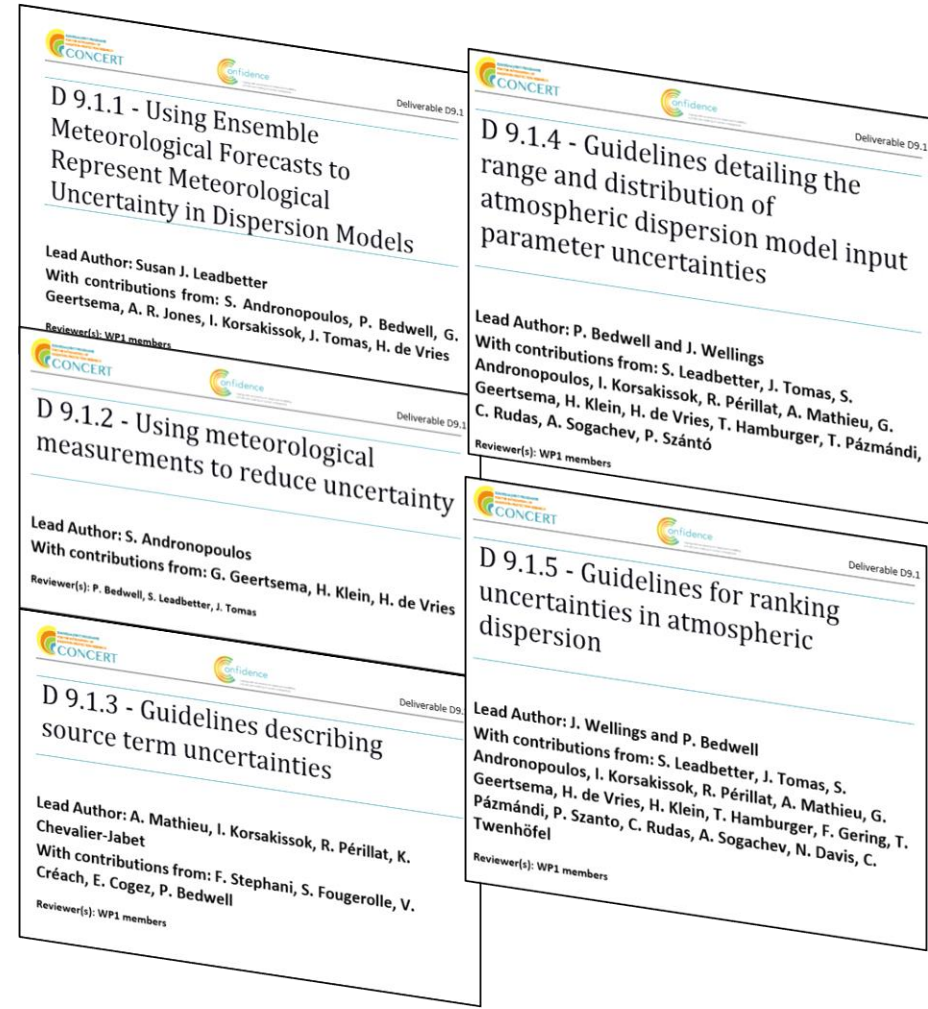 CONCERT
Confidence
Deliverable D9.1
D 9.1.1 - Using Ensemble
Meteorological Forecasts to
Represent Meteorological
Uncertainty in Dispersion Models
Lead Author: Susan J. Leadbetter
With contributions from: S. Andronopoulos, P. Bedwell, G.
Geertsema, A. R. Jones, I. Korsakissok, J. Tomas, H. de Vries
Reviewer(s): WP1 members
CONCERT
Confidence
Deliverable D9.1
D 9.1.2 - Using meteorological
measurements to reduce uncertainty
Lead Author: S. Andronopoulos
With contributions from: G. Geertsema, H. Klein, H. de Vries
Reviewer(s): P. Bedwell, S. Leadbetter, J. Tomas
CONCERT
Confidence
Deliverable D9.
D 9.1.3 - Guidelines describing
source term uncertainties
Lead Author: A. Mathieu, I. Korsakissok, R. Périllat, K.
Chevalier-Jabet
With contributions from: F. Stephani, S. Fougerolle, V.
Créach, E. Cogez, P. Bedwell
Reviewer(s): WP1 members
CONCERT
Confidence
Deliverable D9.1
D 9.1.4 - Guidelines detailing the
range and distribution of
atmospheric dispersion model input
parameter uncertainties
Lead Author: P. Bedwell and J. Wellings
With contributions from: S. Leadbetter, J. Tomas, S.
Andronopoulos, I. Korsakissok, R. Périllat, A. Mathieu, G.
Geertsema, H. Klein, H. de Vries, T. Hamburger, T. Pázmándi,
C. Rudas, A. Sogachev, P. Szántó
Reviewer(s): WP1 members
CONCERT
Confidence
Deliverable D9.1
D 9.1.5 - Guidelines for ranking
uncertainties in atmospheric
dispersion
Lead Author: J. Wellings and P. Bedwell
With contributions from: S. Leadbetter, J. Tomas, S.
Andronopoulos, I. Korsakissok, R. Périllat, A. Mathieu, G.
Geertsema, H. de Vries, H. Klein, T. Hamburger, F. Gering, T.
Pázmándi, P. Szanto, C. Rudas, A. Sogachev, N. Davis, C.
Twenhöfel
Reviewer(s): WP1 members